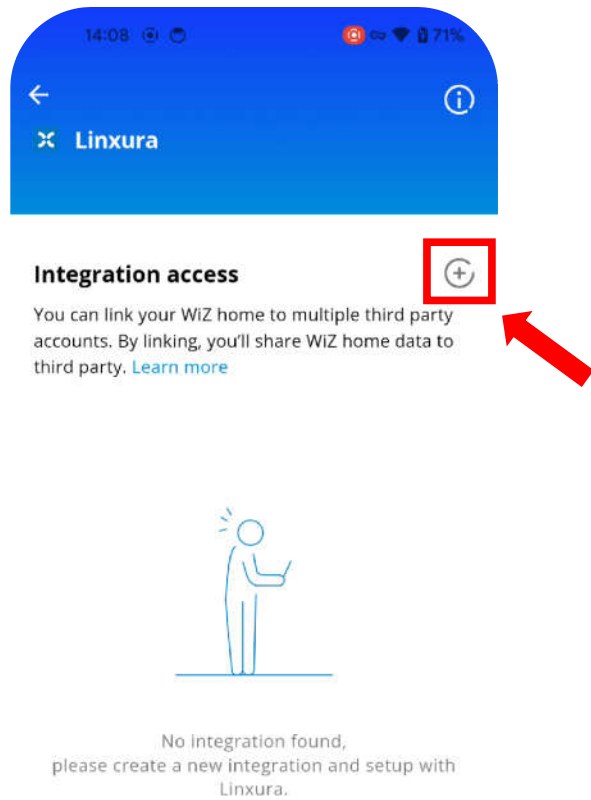 14:08 71%
Linxura
Integration access
You can link your WiZ home to multiple third party
accounts. By linking, you'll share WiZ home data to
third party. Learn more
No integration found,
please create a new integration and setup with
Linxura.